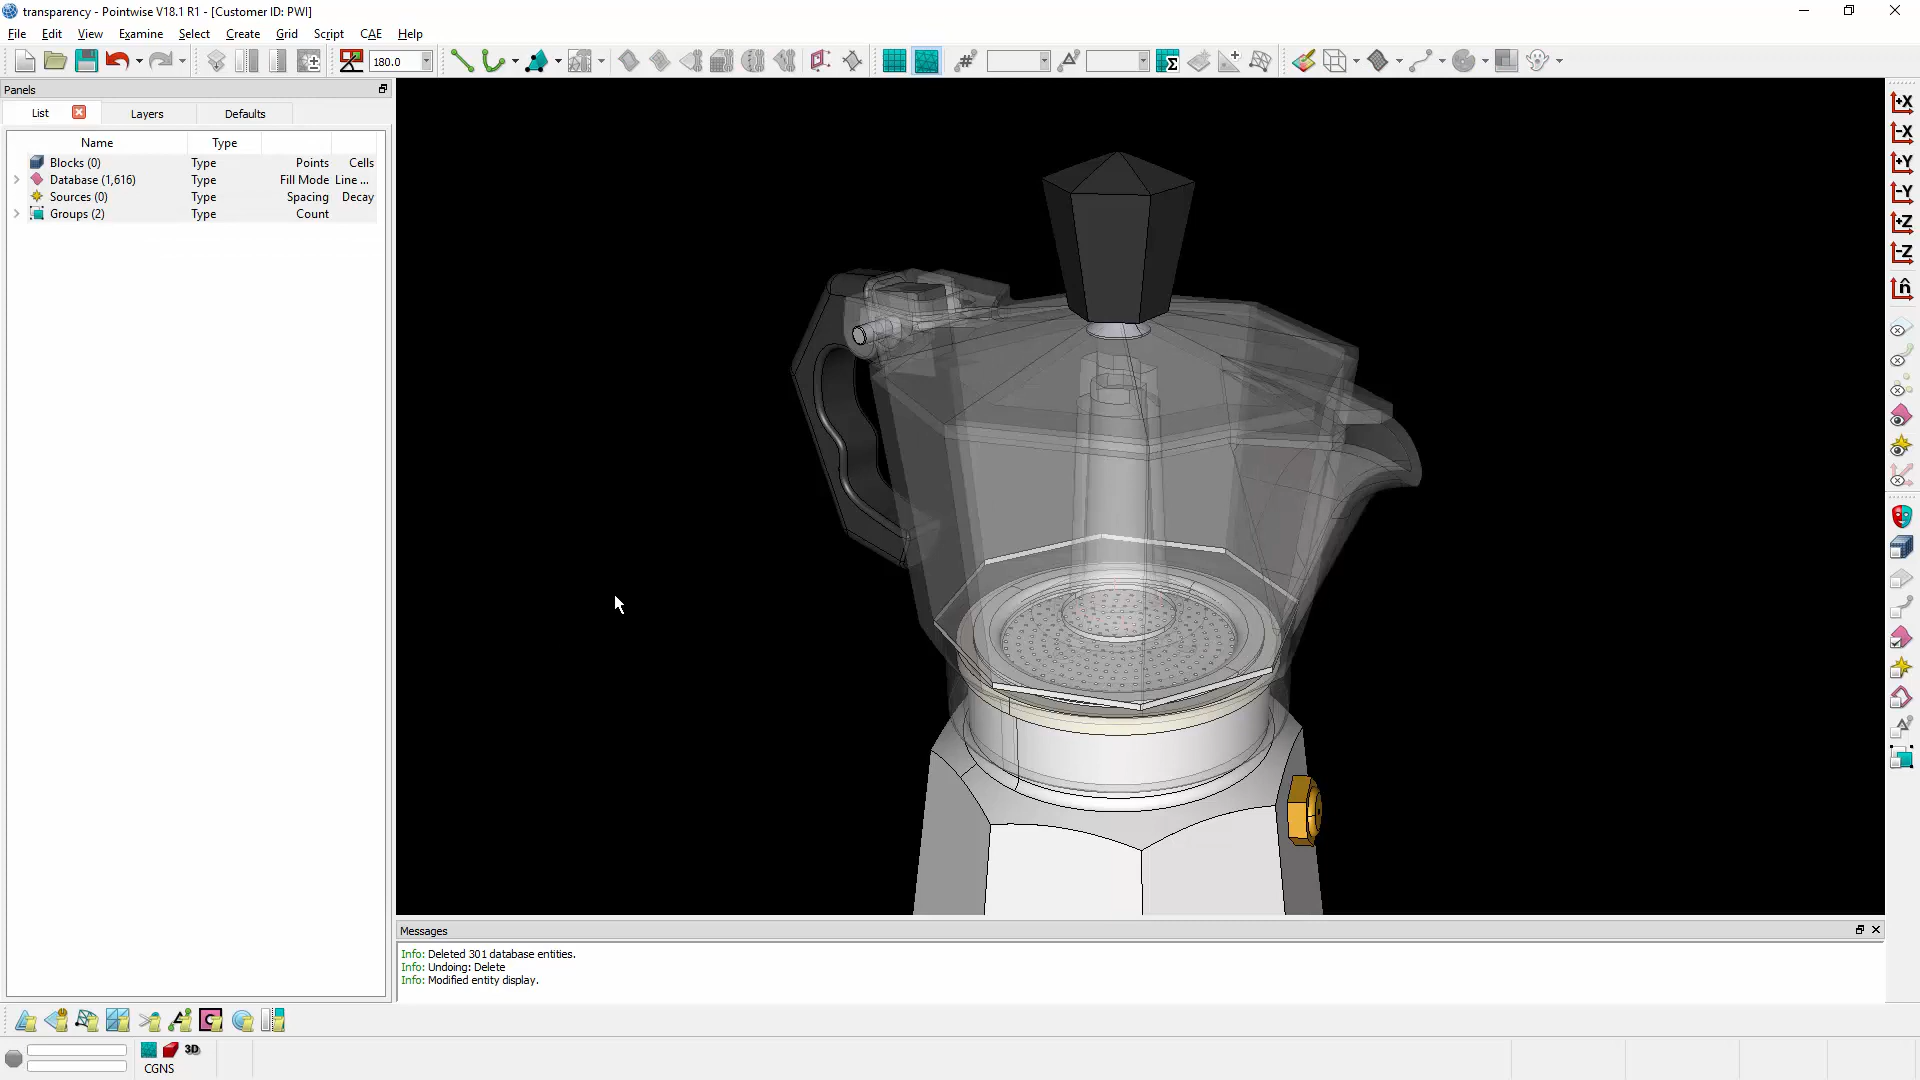 transparency - Pointwise V18.1 R1 - [Customer ID: PWI]
File Edit View Examine Select Create Grid Script CAE Help
180.0
Panels
List Layers Defaults
Name Type
Blocks (0) Type Points Cells
Database (1,616) Type Fill Mode Line ...
Sources (0) Type Spacing Decay
Groups (2) Type Count
+X
-X
+Y
-Y
+Z
-Z
n̂
Messages
Info: Deleted 301 database entities.
Info: Undoing: Delete
Info: Modified entity display.
3D
CGNS